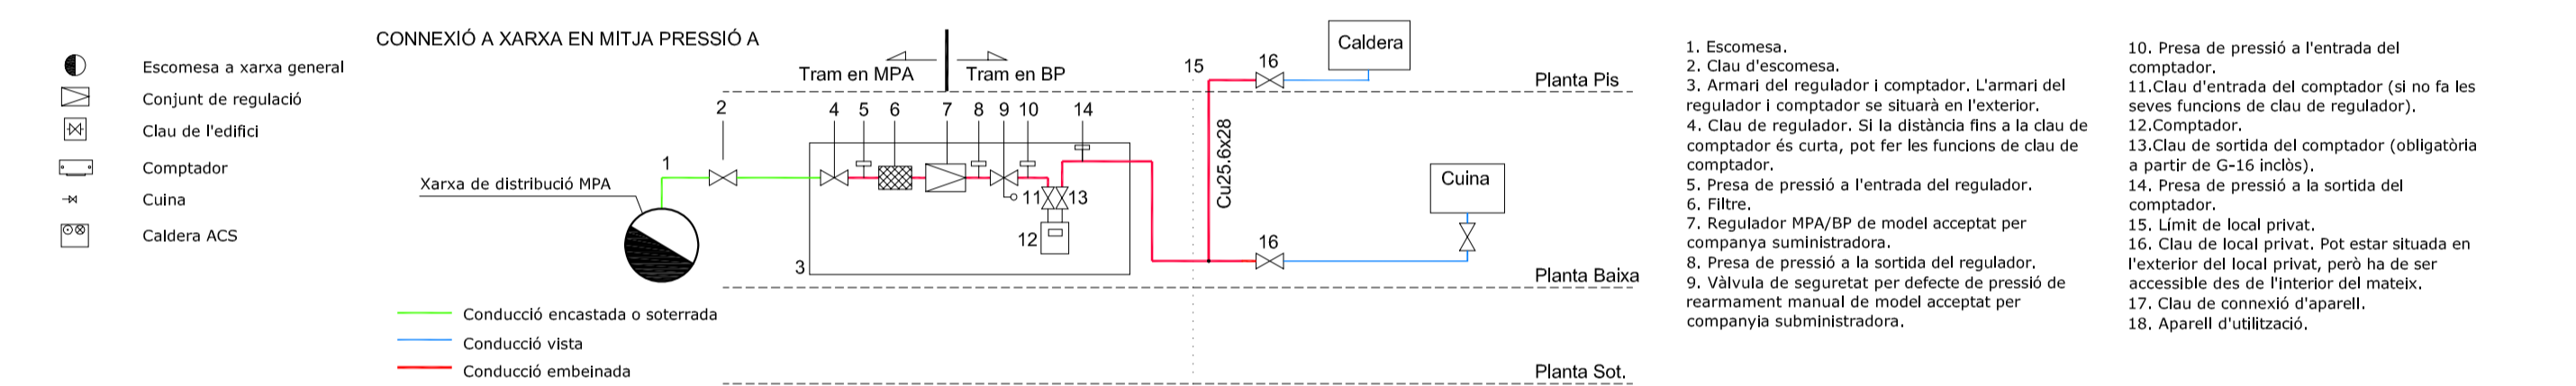 CONNEXIÓ A XARXA EN MITJA PRESSIÓ A
Escomesa a xarxa general
Conjunt de regulació
Clau de l'edifici
Comptador
Cuina
Caldera ACS
Tram en MPA
Tram en BP
Caldera
Planta Pis
15
16
2
4
5
6
7
8
9
10
14
1
Xarxa de distribució MPA
11
13
12
3
Cu25.6x28
16
Cuina
Planta Baixa
Conducció encastada o soterrada
Conducció vista
Conducció embeinada
Planta Sot.
1. Escomesa.
2. Clau d'escomesa.
3. Armari del regulador i comptador. L'armari del
regulador i comptador se situarà en l'exterior.
4. Clau de regulador. Si la distància fins a la clau de
comptador és curta, pot fer les funcions de clau de
comptador.
5. Presa de pressió a l'entrada del regulador.
6. Filtre.
7. Regulador MPA/BP de model acceptat per
companya suministradora.
8. Presa de pressió a la sortida del regulador.
9. Vàlvula de seguretat per defecte de pressió de
rearmament manual de model acceptat per
companyia subministradora.
10. Presa de pressió a l'entrada del
comptador.
11.Clau d'entrada del comptador (si no fa les
seves funcions de clau de regulador).
12.Comptador.
13.Clau de sortida del comptador (obligatòria
a partir de G-16 inclòs).
14. Presa de pressió a la sortida del
comptador.
15. Límit de local privat.
16. Clau de local privat. Pot estar situada en
l'exterior del local privat, però ha de ser
accessible des de l'interior del mateix.
17. Clau de connexió d'aparell.
18. Aparell d'utilització.